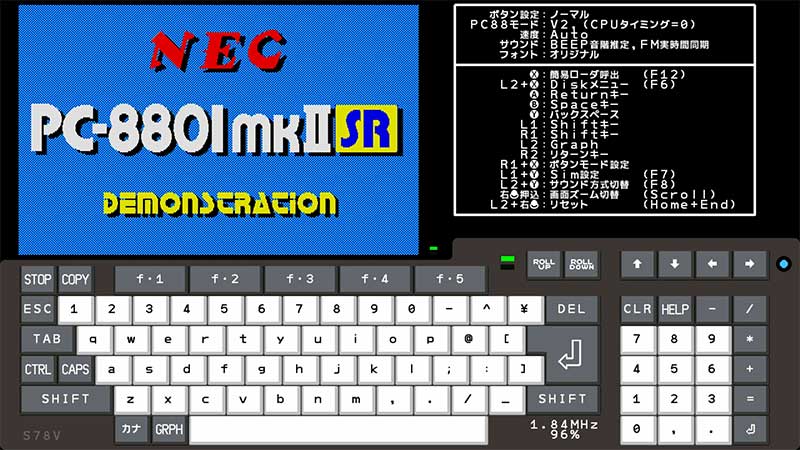 NEC
PC-8801mkIISR
DEMONSTRATION
ボタン設定:ノーマル
PC88モード:V2, (CPUタイミング=0)
速度:Auto
サウンド:BEEP音階推定, FM実時間同期
フォント:オリジナル
X:簡易ローダ呼出 (F12)
L2+X:Diskメニュー (F6)
A:Returnキー
B:Spaceキー
Y:バックスペース
L1:Shiftキー
R1:Shiftキー
L2:Graph
R2:リターンキー
R1+X:ボタンモード設定
L1+Y:Sim設定 (F7)
L2+Y:サウンド方式切替 (F8)
右押込:画面ズーム切替 (Scroll)
L2+右:リセット (Home+End)
ROLL UP ROLL DOWN ↑ ↓ ← →
STOP COPY f・1 f・2 f・3 f・4 f・5
ESC 1 2 3 4 5 6 7 8 9 0 - ^ ¥ DEL CLR HELP - /
TAB q w e r t y u i o p @ [ 7 8 9 *
CTRL CAPS a s d f g h j k l ; : ] 4 5 6 +
SHIFT z x c v b n m , . / _ SHIFT 1 2 3 =
カナ GRPH 0 , .
S78V
1.84MHz
96%